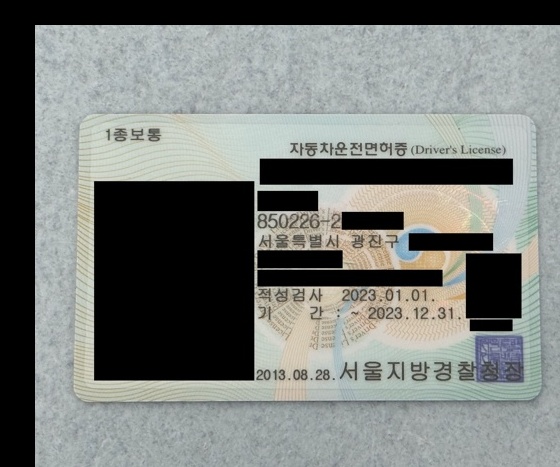 1종보통
자동차운전면허증 (Driver's License)
850226-2
서울특별시 광진구
적성검사 2023.01.01.
기 간 : ~ 2023.12.31.
2013.08.28. 서울지방경찰청장